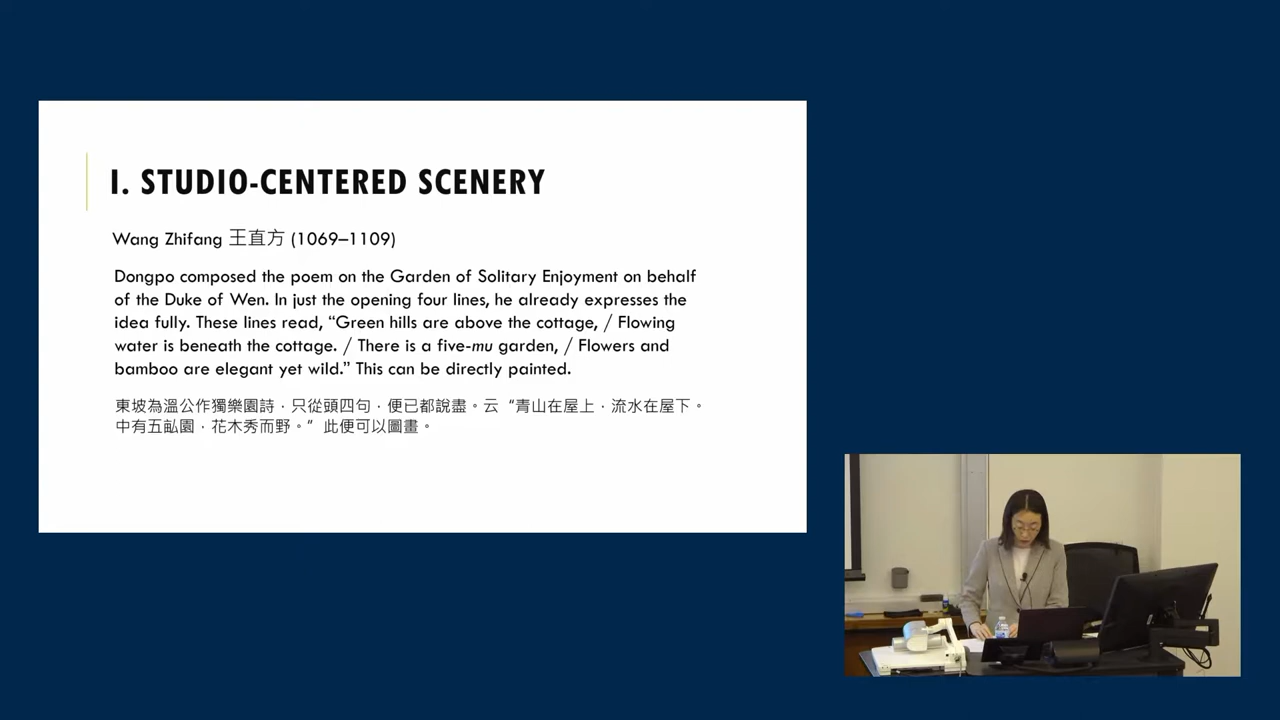 I. STUDIO-CENTERED SCENERY
Wang Zhifang 王直方 (1069–1109)
Dongpo composed the poem on the Garden of Solitary Enjoyment on behalf
of the Duke of Wen. In just the opening four lines, he already expresses the
idea fully. These lines read, “Green hills are above the cottage, / Flowing
water is beneath the cottage. / There is a five-mu garden, / Flowers and
bamboo are elegant yet wild.” This can be directly painted.
東坡為溫公作獨樂園詩，只從頭四句，便已都說盡。云“青山在屋上，流水在屋下。
中有五畝園，花木秀而野。”此便可以圖畫。